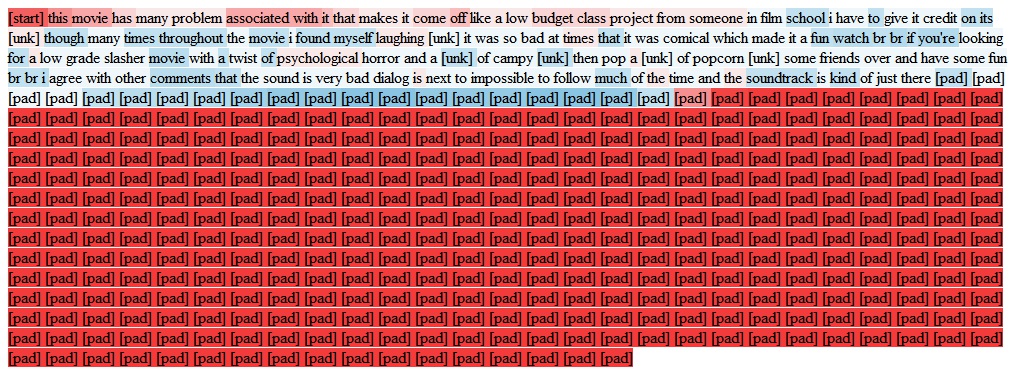 [start] this movie has many problem associated with it that makes it come off like a low budget class project from someone in film school i have to give it credit on its
[unk] though many times throughout the movie i found myself laughing [unk] it was so bad at times that it was comical which made it a fun watch br br if you're looking
for a low grade slasher movie with a twist of psychological horror and a [unk] of campy [unk] then pop a [unk] of popcorn [unk] some friends over and have some fun
br br i agree with other comments that the sound is very bad dialog is next to impossible to follow much of the time and the soundtrack is kind of just there [pad] [pad]
[pad] [pad] [pad] [pad] [pad] [pad] [pad] [pad] [pad] [pad] [pad] [pad] [pad] [pad] [pad] [pad] [pad] [pad] [pad] [pad] [pad] [pad] [pad] [pad] [pad] [pad] [pad]
[pad] [pad] [pad] [pad] [pad] [pad] [pad] [pad] [pad] [pad] [pad] [pad] [pad] [pad] [pad] [pad] [pad] [pad] [pad] [pad] [pad] [pad] [pad] [pad] [pad] [pad] [pad]
[pad] [pad] [pad] [pad] [pad] [pad] [pad] [pad] [pad] [pad] [pad] [pad] [pad] [pad] [pad] [pad] [pad] [pad] [pad] [pad] [pad] [pad] [pad] [pad] [pad] [pad] [pad]
[pad] [pad] [pad] [pad] [pad] [pad] [pad] [pad] [pad] [pad] [pad] [pad] [pad] [pad] [pad] [pad] [pad] [pad] [pad] [pad] [pad] [pad] [pad] [pad] [pad] [pad] [pad]
[pad] [pad] [pad] [pad] [pad] [pad] [pad] [pad] [pad] [pad] [pad] [pad] [pad] [pad] [pad] [pad] [pad] [pad] [pad] [pad] [pad] [pad] [pad] [pad] [pad] [pad] [pad]
[pad] [pad] [pad] [pad] [pad] [pad] [pad] [pad] [pad] [pad] [pad] [pad] [pad] [pad] [pad] [pad] [pad] [pad] [pad] [pad] [pad] [pad] [pad] [pad] [pad] [pad] [pad]
[pad] [pad] [pad] [pad] [pad] [pad] [pad] [pad] [pad] [pad] [pad] [pad] [pad] [pad] [pad] [pad] [pad] [pad] [pad] [pad] [pad] [pad] [pad] [pad] [pad] [pad] [pad]
[pad] [pad] [pad] [pad] [pad] [pad] [pad] [pad] [pad] [pad] [pad] [pad] [pad] [pad] [pad] [pad] [pad] [pad] [pad] [pad] [pad] [pad] [pad] [pad] [pad] [pad] [pad]
[pad] [pad] [pad] [pad] [pad] [pad] [pad] [pad] [pad] [pad] [pad] [pad] [pad] [pad] [pad] [pad] [pad] [pad] [pad] [pad] [pad] [pad] [pad] [pad] [pad] [pad] [pad]
[pad] [pad] [pad] [pad] [pad] [pad] [pad] [pad] [pad] [pad] [pad] [pad] [pad] [pad] [pad] [pad] [pad] [pad] [pad] [pad] [pad] [pad] [pad] [pad] [pad] [pad] [pad]
[pad] [pad] [pad] [pad] [pad] [pad] [pad] [pad] [pad] [pad] [pad] [pad] [pad] [pad] [pad] [pad] [pad] [pad] [pad] [pad] [pad] [pad] [pad] [pad] [pad] [pad] [pad]
[pad] [pad] [pad] [pad] [pad] [pad] [pad] [pad] [pad] [pad] [pad] [pad] [pad] [pad] [pad] [pad] [pad] [pad] [pad] [pad] [pad] [pad] [pad] [pad] [pad] [pad] [pad]
[pad] [pad] [pad] [pad] [pad] [pad] [pad] [pad] [pad] [pad] [pad] [pad] [pad] [pad] [pad] [pad] [pad] [pad] [pad] [pad] [pad] [pad] [pad] [pad] [pad] [pad] [pad]
[pad] [pad] [pad] [pad] [pad] [pad] [pad] [pad] [pad] [pad] [pad] [pad] [pad] [pad] [pad] [pad] [pad]